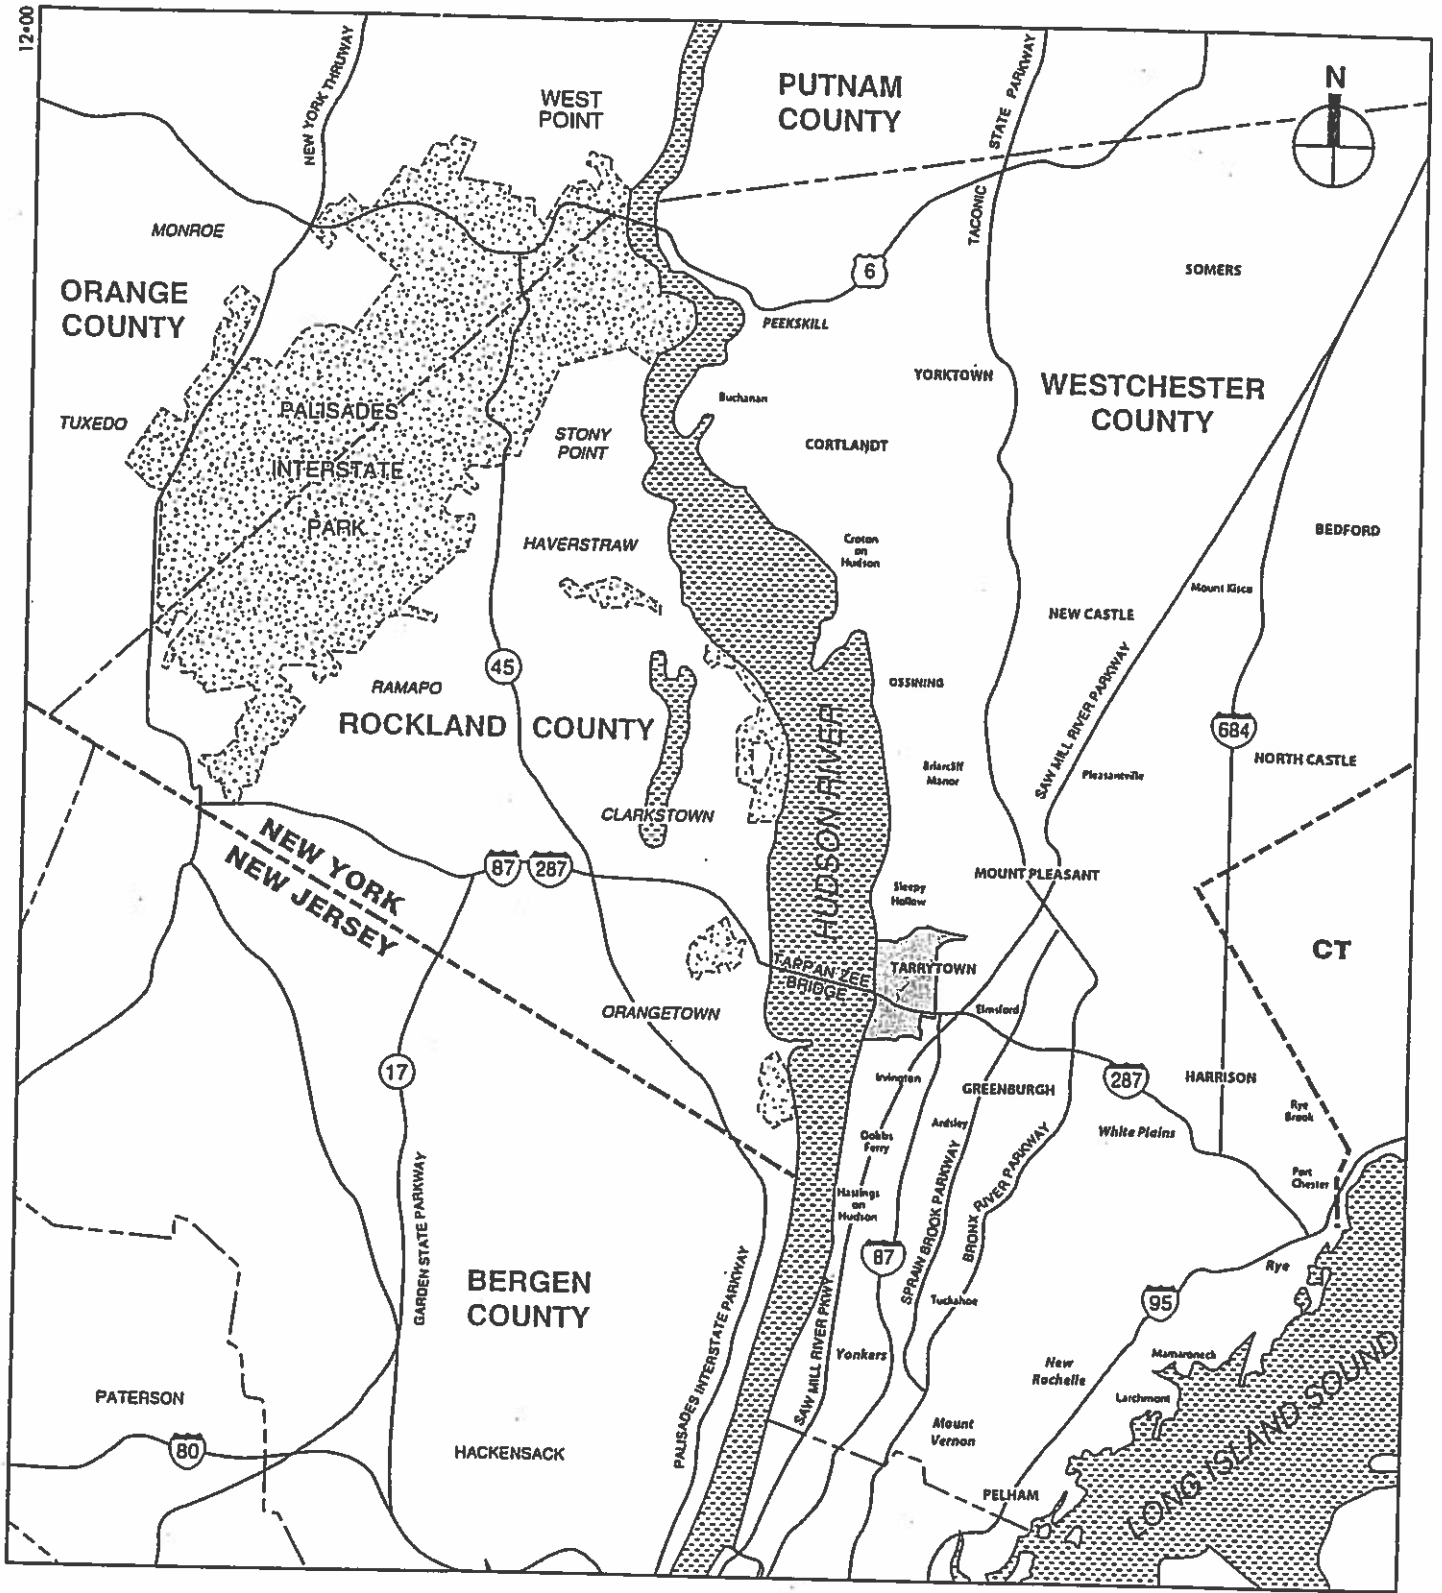 12•00
NEW YORK THRUWAY
WEST
POINT
PUTNAM
COUNTY
STATE PARKWAY
TACONIC
N
MONROE
ORANGE
COUNTY
6
SOMERS
PEEKSKILL
TUXEDO
PALISADES
INTERSTATE
PARK
STONY
POINT
Buchanan
YORKTOWN
WESTCHESTER
COUNTY
CORTLANDT
HAVERSTRAW
Croton
on
Hudson
BEDFORD
Mount Kisco
NEW CASTLE
45
RAMAPO
ROCKLAND COUNTY
HUDSON RIVER
OSSINING
SAW MILL RIVER PARKWAY
684
NORTH CASTLE
Briarcliff
Manor
Pleasantville
CLARKSTOWN
NEW YORK
NEW JERSEY
87
287
MOUNT PLEASANT
Sleepy
Hollow
CT
TAPPAN ZEE
BRIDGE
TARRYTOWN
ORANGETOWN
Elmsford
17
Irvington
GREENBURGH
287
HARRISON
Rye
Brook
Dobbs
Ferry
Ardsley
White Plains
Port
Chester
Hastings
on
Hudson
GARDEN STATE PARKWAY
SPRAIN BROOK PARKWAY
BRONX RIVER PARKWAY
87
BERGEN
COUNTY
PALISADES INTERSTATE PARKWAY
SAW MILL RIVER PKWY
Tuckahoe
Rye
95
Yonkers
New
Rochelle
Mamaroneck
Larchmont
PATERSON
80
HACKENSACK
Mount
Vernon
PELHAM
LONG ISLAND SOUND